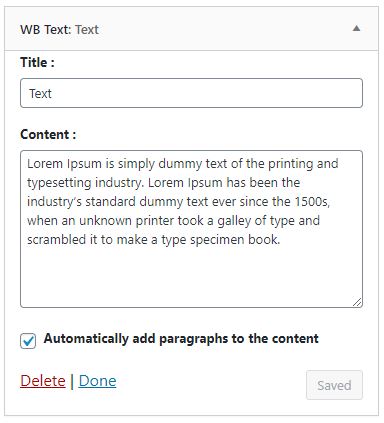 WB Text: Text
Title :
Text
Content :
Lorem Ipsum is simply dummy text of the printing and
typesetting industry. Lorem Ipsum has been the
industry's standard dummy text ever since the 1500s,
when an unknown printer took a galley of type and
scrambled it to make a type specimen book.
Automatically add paragraphs to the content
Delete | Done
Saved